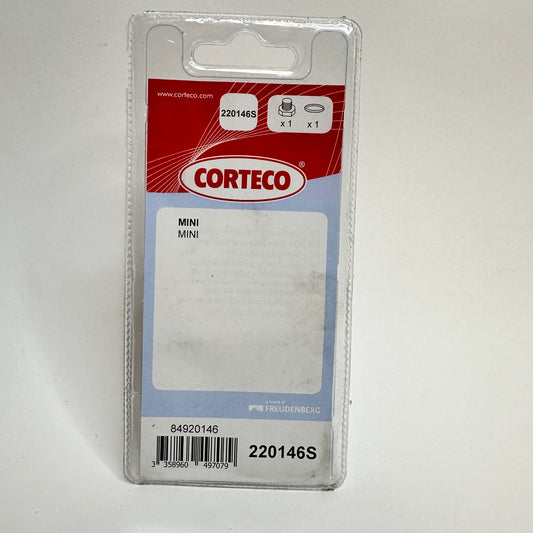 www.corteco.com
220146S
x 1
x 1
CORTECO®
MINI
MINI
a brand of
FREUDENBERG
84920146
3 358960 497079
220146S